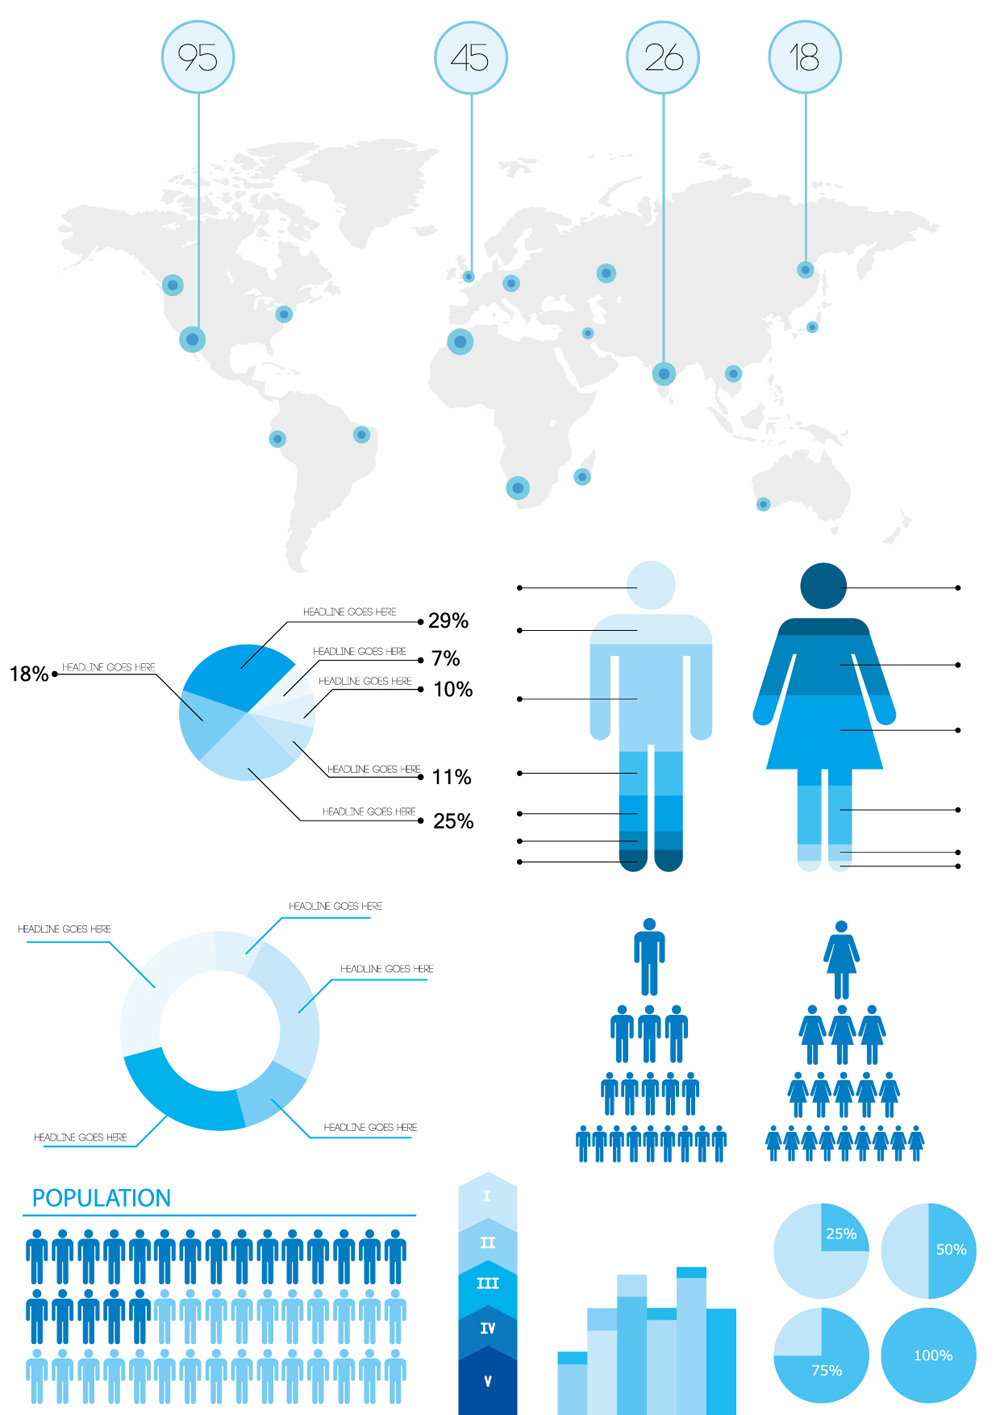 95
45
26
18
HEADLINE GOES HERE
29%
HEADLINE GOES HERE
7%
18%
HEADLINE GOES HERE
HEADLINE GOES HERE
10%
HEADLINE GOES HERE
11%
HEADLINE GOES HERE
25%
HEADLINE GOES HERE
HEADLINE GOES HERE
HEADLINE GOES HERE
HEADLINE GOES HERE
HEADLINE GOES HERE
POPULATION
I
II
III
IV
V
25%
50%
75%
100%